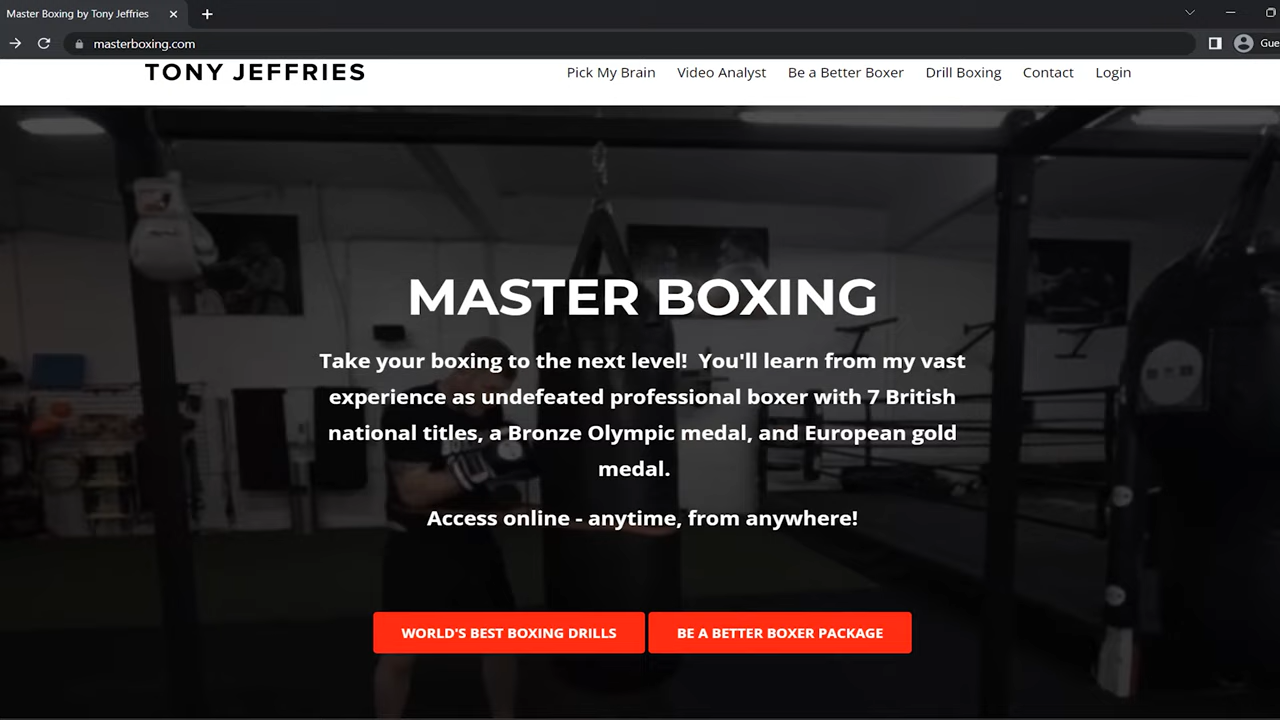 Master Boxing by Tony Jeffries
masterboxing.com
Gue
TONY JEFFRIES
Pick My Brain Video Analyst Be a Better Boxer Drill Boxing Contact Login
MASTER BOXING
Take your boxing to the next level! You'll learn from my vast
experience as undefeated professional boxer with 7 British
national titles, a Bronze Olympic medal, and European gold
medal.
Access online - anytime, from anywhere!
WORLD'S BEST BOXING DRILLS BE A BETTER BOXER PACKAGE